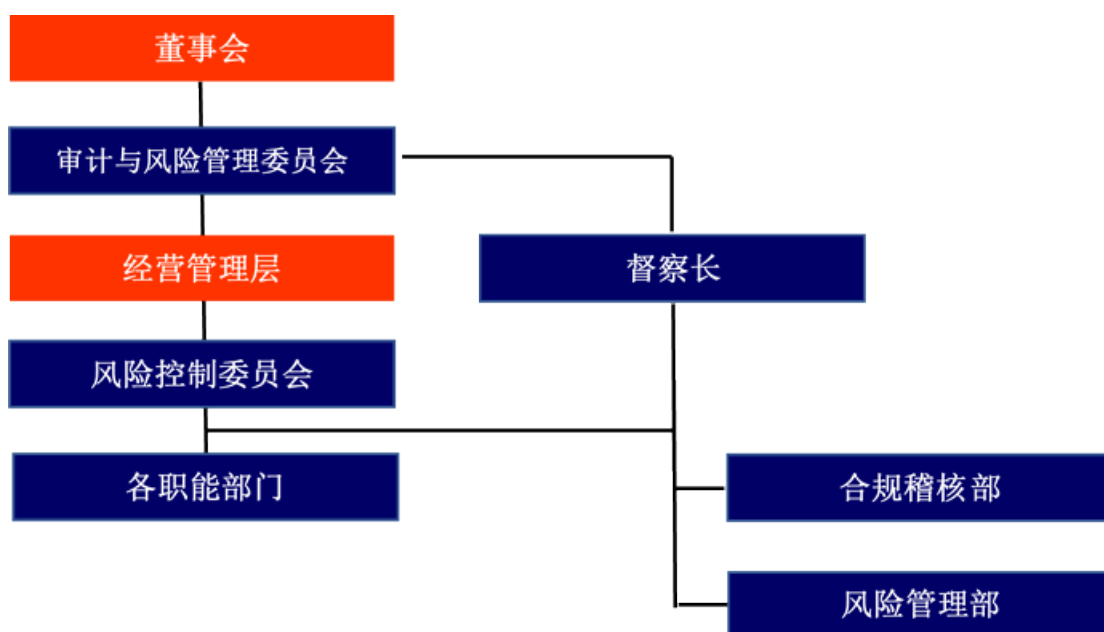 董事会
审计与风险管理委员会
经营管理层
督察长
风险控制委员会
各职能部门
合规稽核部
风险管理部